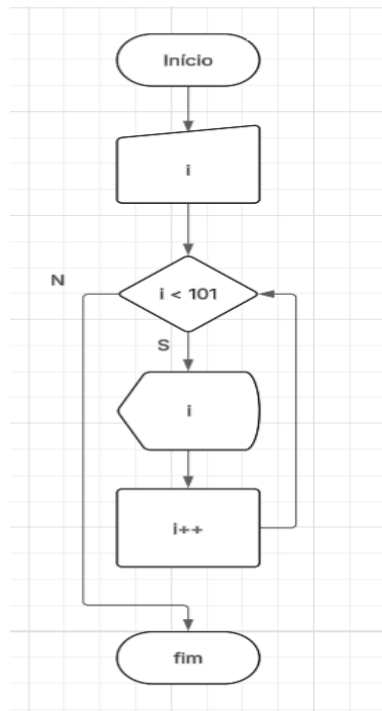 Início
i
N
i < 101
S
i
i++
fim